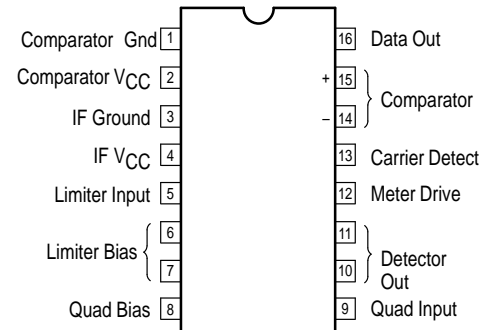 Comparator Gnd 1
16 Data Out
Comparator VCC 2
+ 15
Comparator
IF Ground 3
– 14
IF VCC 4
13 Carrier Detect
Limiter Input 5
12 Meter Drive
Limiter Bias
6
7
11
10
Detector
Out
Quad Bias 8
9 Quad Input